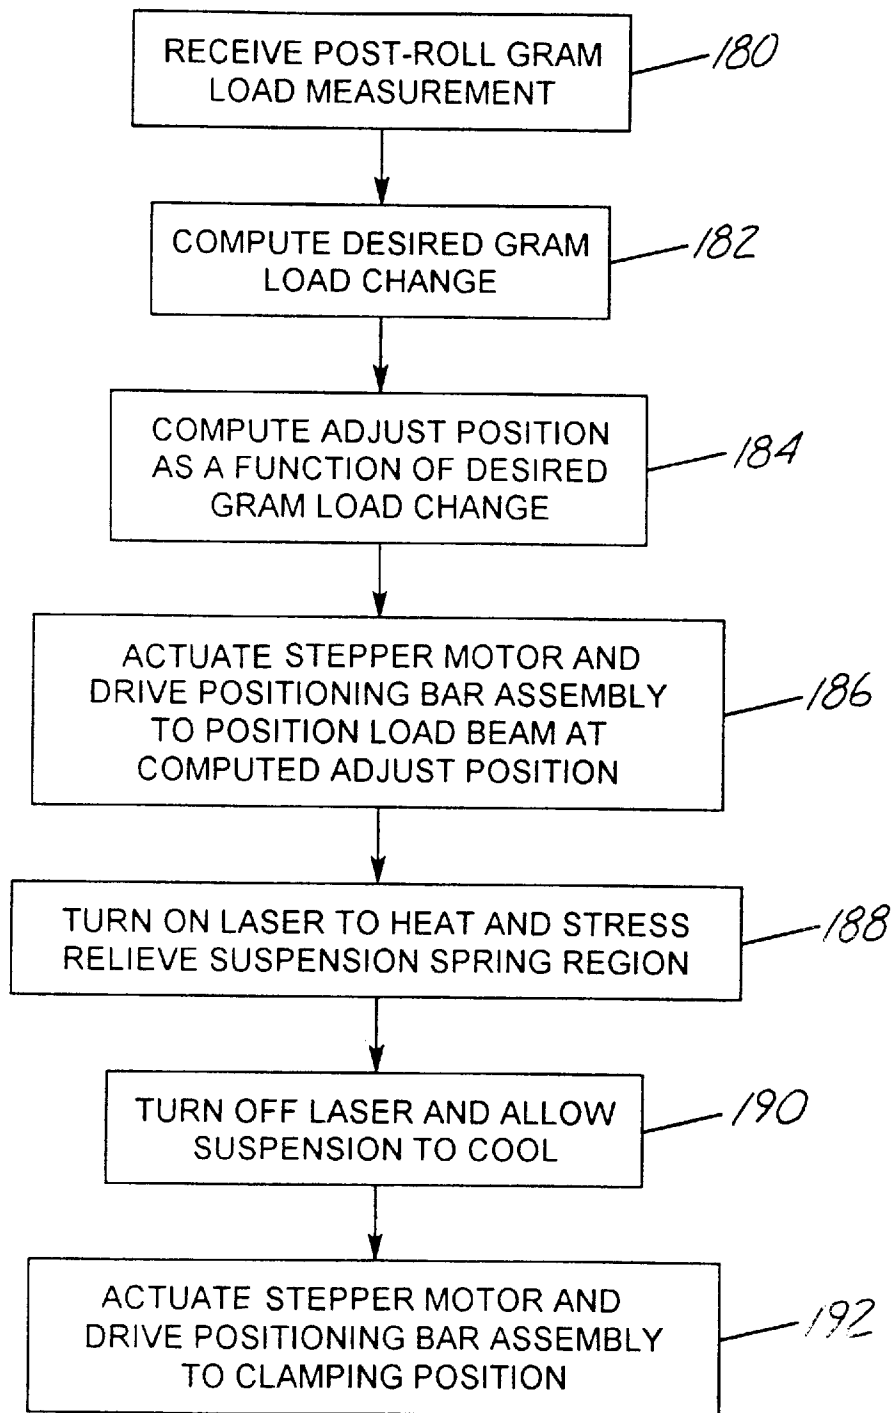 RECEIVE POST-ROLL GRAM
LOAD MEASUREMENT
180
COMPUTE DESIRED GRAM
LOAD CHANGE
182
COMPUTE ADJUST POSITION
AS A FUNCTION OF DESIRED
GRAM LOAD CHANGE
184
ACTUATE STEPPER MOTOR AND
DRIVE POSITIONING BAR ASSEMBLY
TO POSITION LOAD BEAM AT
COMPUTED ADJUST POSITION
186
TURN ON LASER TO HEAT AND STRESS
RELIEVE SUSPENSION SPRING REGION
188
TURN OFF LASER AND ALLOW
SUSPENSION TO COOL
190
ACTUATE STEPPER MOTOR AND
DRIVE POSITIONING BAR ASSEMBLY
TO CLAMPING POSITION
192